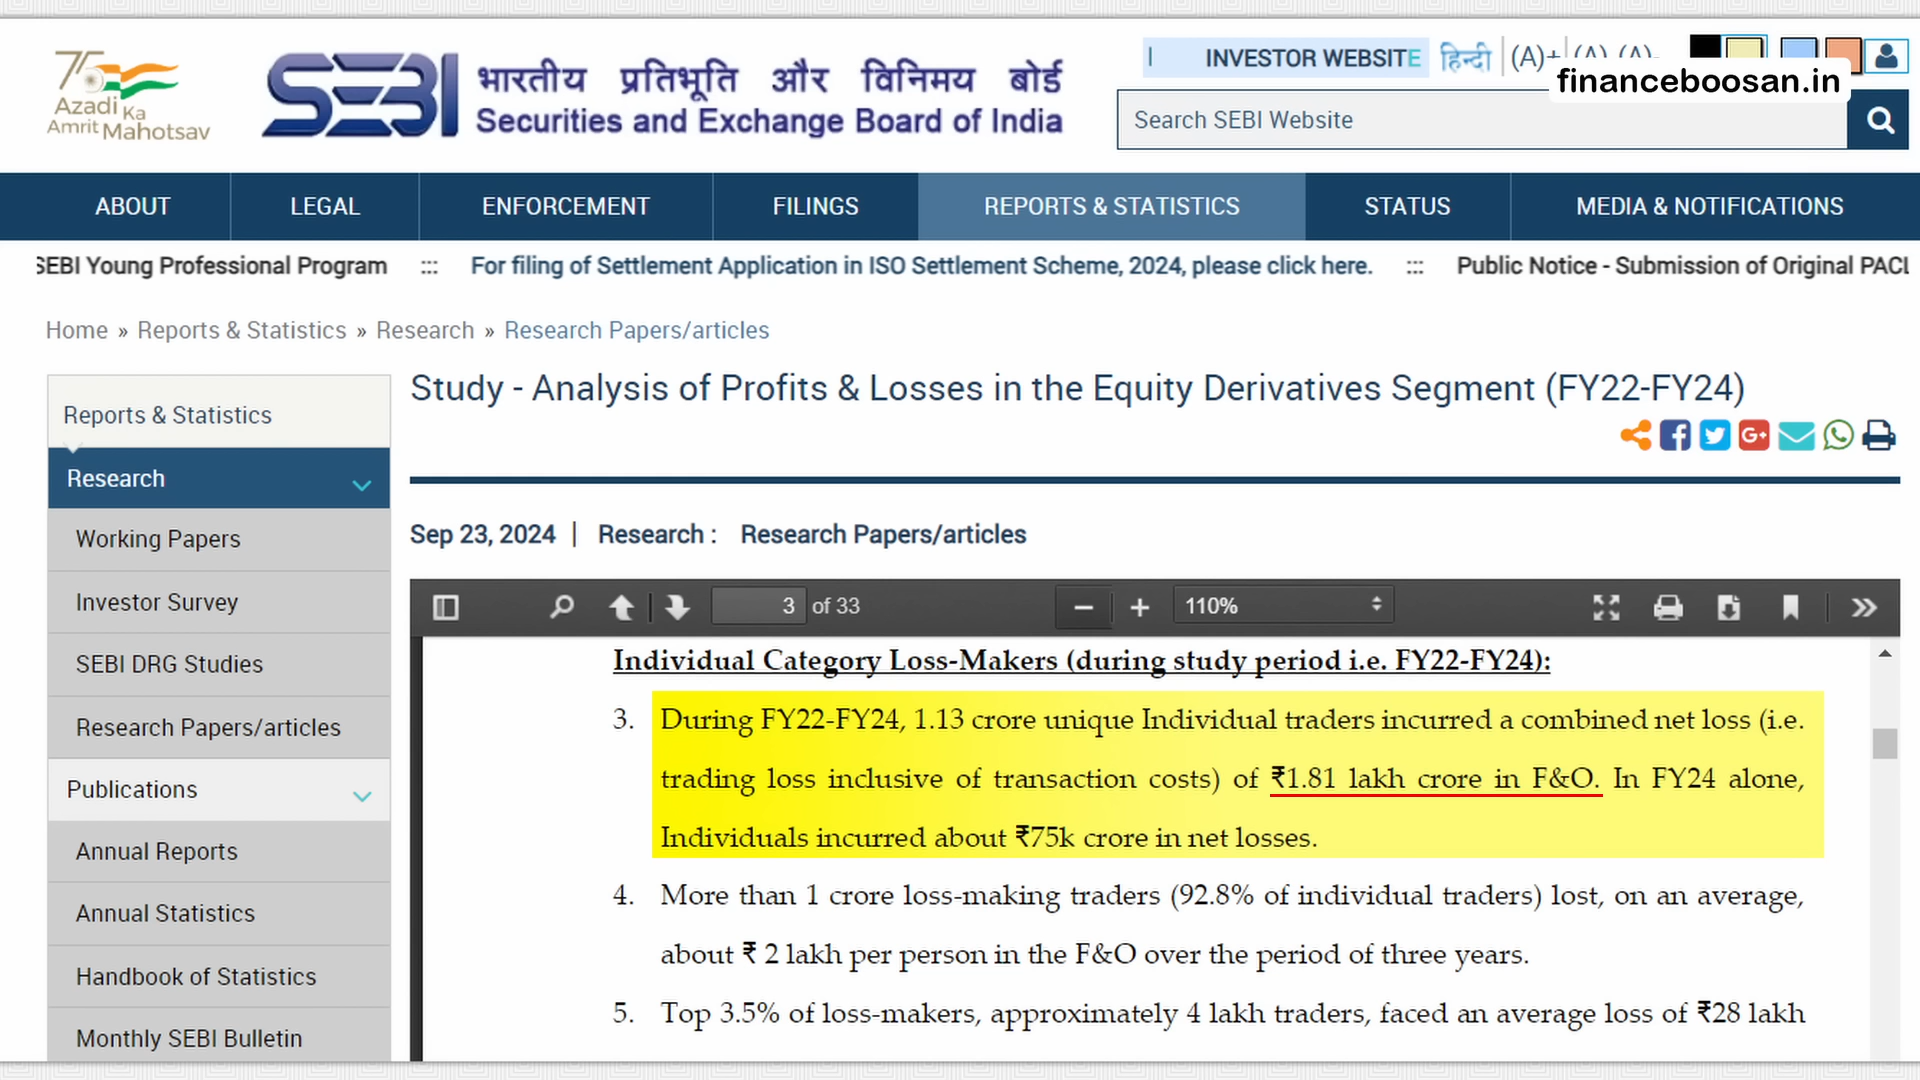 75
Azadi Ka
Amrit Mahotsav
SEBI
भारतीय प्रतिभूति और विनिमय बोर्ड
Securities and Exchange Board of India
INVESTOR WEBSITE
हिन्दी
(A)+ (A) (A)-
financeboosan.in
Search SEBI Website
ABOUT
LEGAL
ENFORCEMENT
FILINGS
REPORTS & STATISTICS
STATUS
MEDIA & NOTIFICATIONS
SEBI Young Professional Program ::: For filing of Settlement Application in ISO Settlement Scheme, 2024, please click here. ::: Public Notice - Submission of Original PACL
Home » Reports & Statistics » Research » Research Papers/articles
Reports & Statistics
Research
Working Papers
Investor Survey
SEBI DRG Studies
Research Papers/articles
Publications
Annual Reports
Annual Statistics
Handbook of Statistics
Monthly SEBI Bulletin
Study - Analysis of Profits & Losses in the Equity Derivatives Segment (FY22-FY24)
Sep 23, 2024 | Research : Research Papers/articles
3 of 33
110%
Individual Category Loss-Makers (during study period i.e. FY22-FY24):
3. During FY22-FY24, 1.13 crore unique Individual traders incurred a combined net loss (i.e.
trading loss inclusive of transaction costs) of ₹1.81 lakh crore in F&O. In FY24 alone,
Individuals incurred about ₹75k crore in net losses.
4. More than 1 crore loss-making traders (92.8% of individual traders) lost, on an average,
about ₹ 2 lakh per person in the F&O over the period of three years.
5. Top 3.5% of loss-makers, approximately 4 lakh traders, faced an average loss of ₹28 lakh